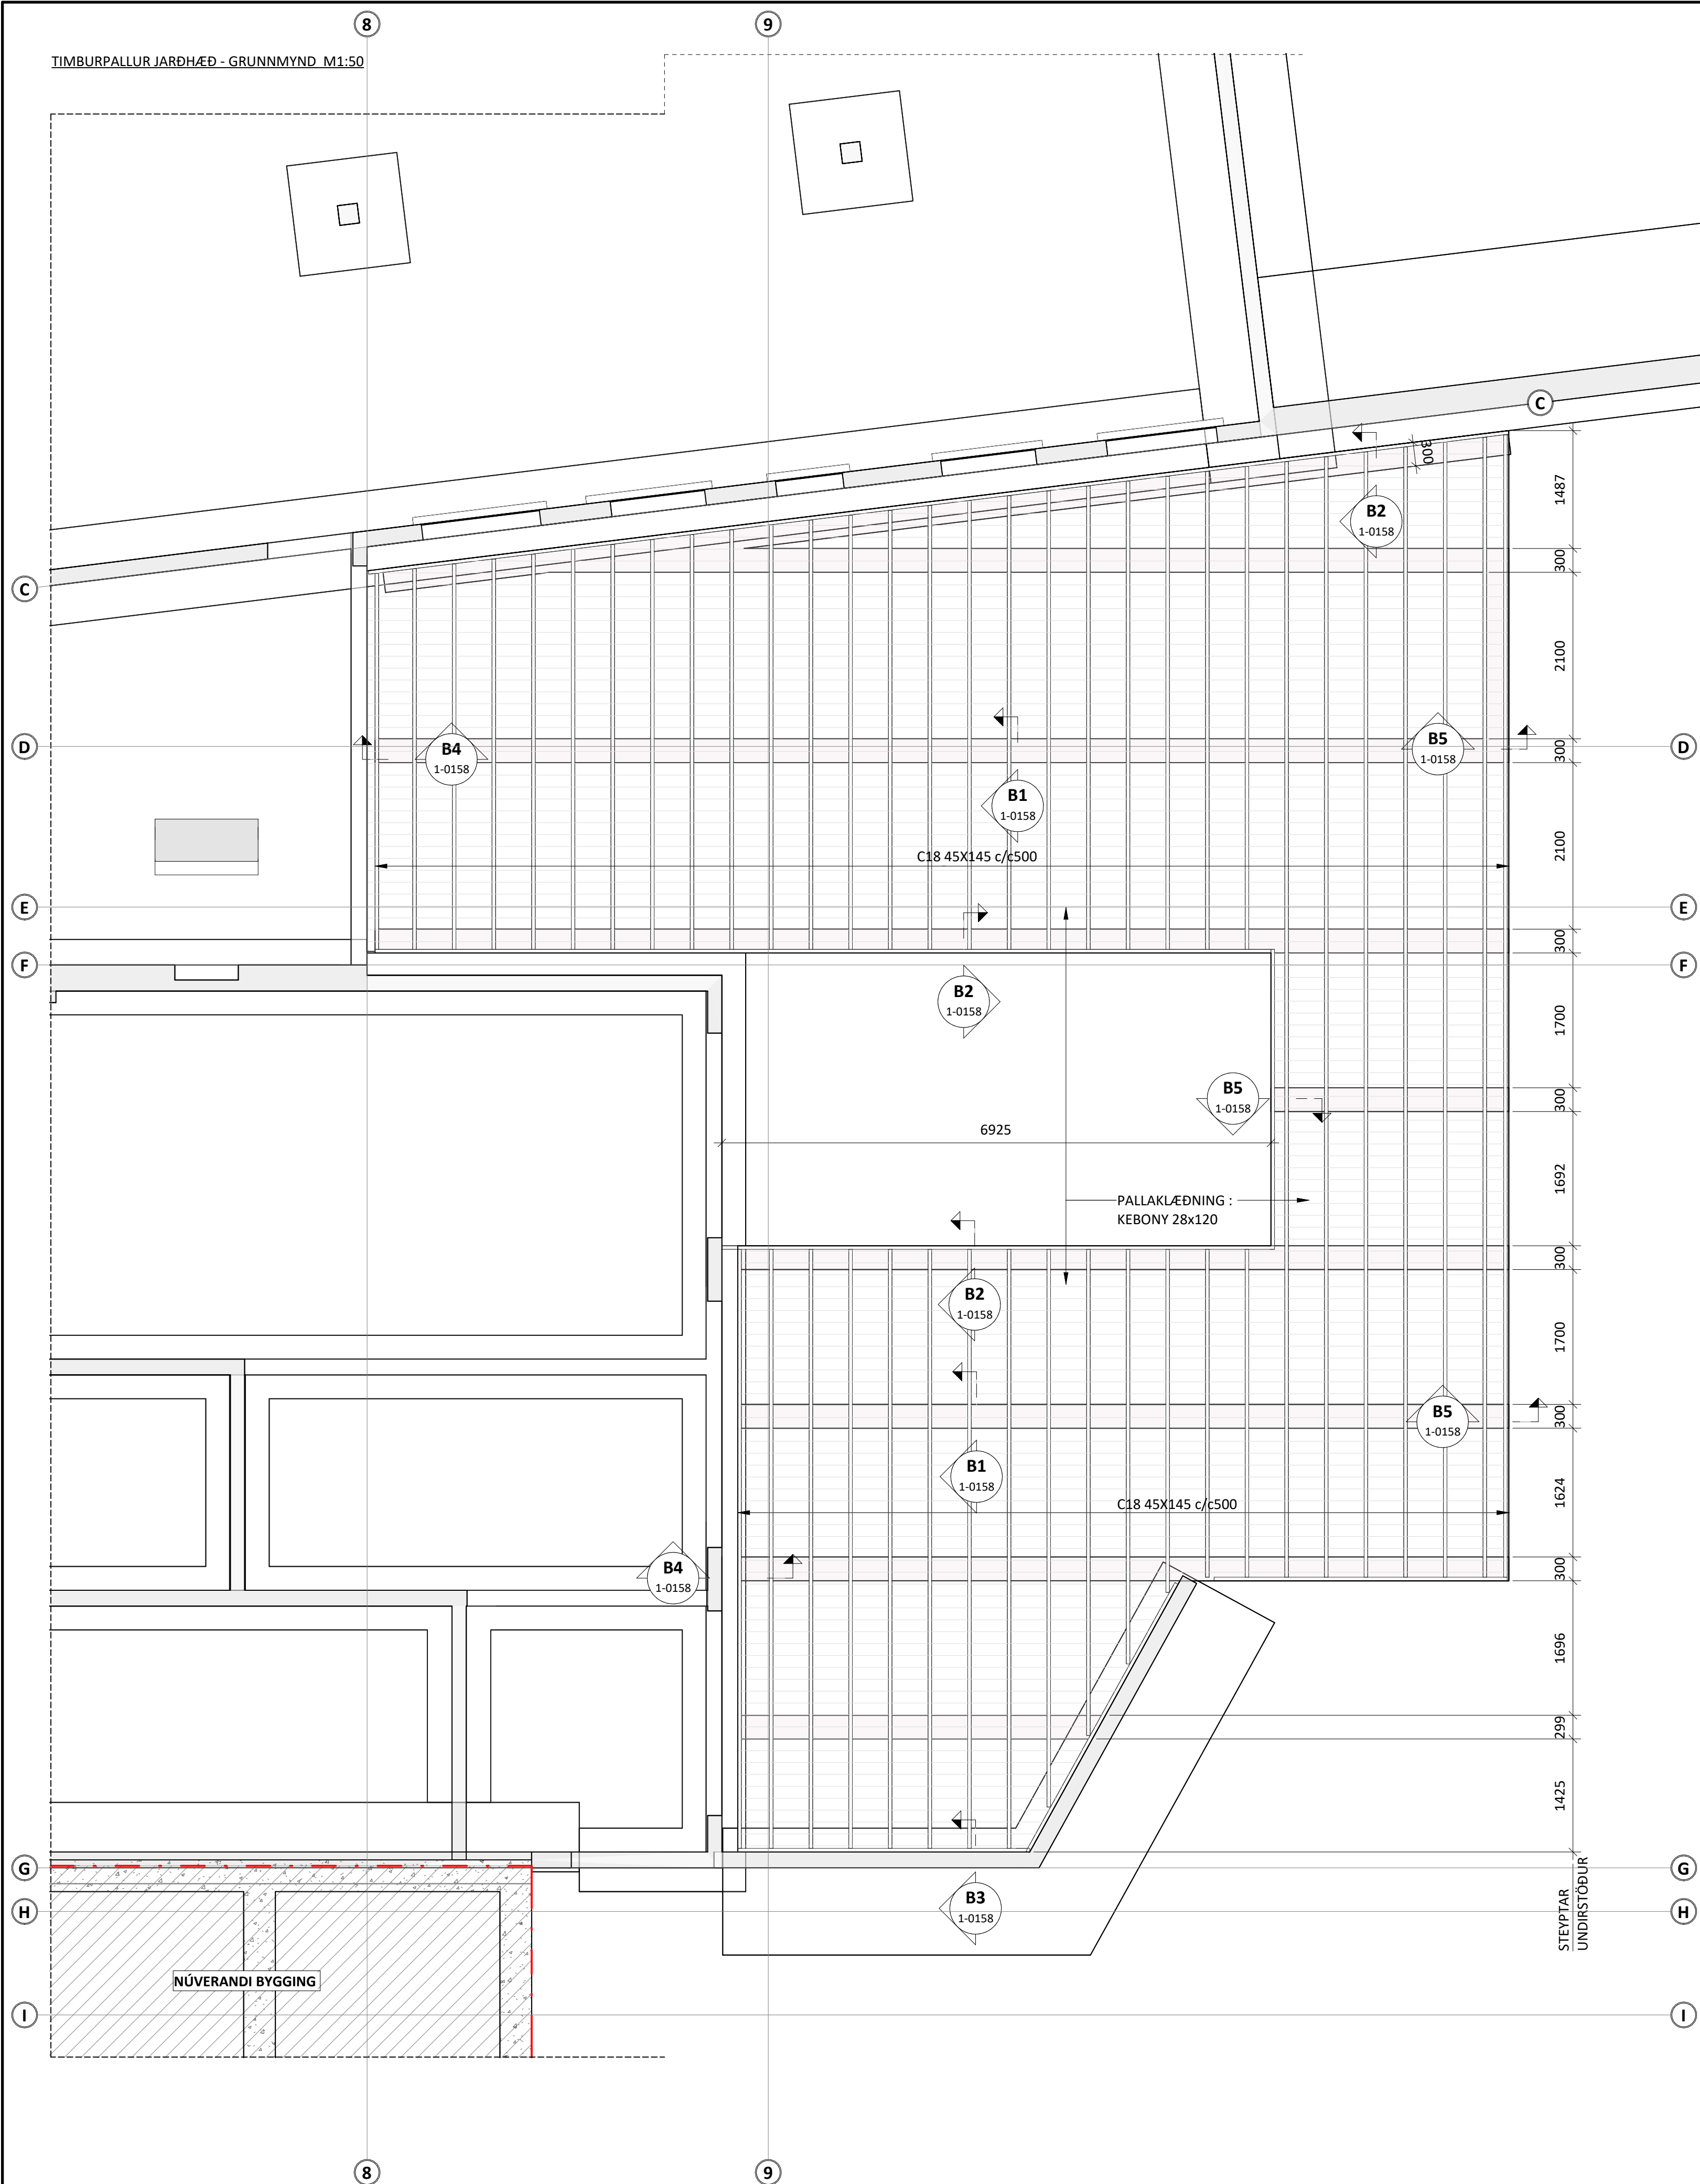 8
9
TIMBURPALLUR JARÐHÆÐ - GRUNNMYND M1:50
C
300
1487
B2
1-0158
300
C
2100
D
B4
1-0158
B5
1-0158
300
D
B1
1-0158
2100
C18 45X145 c/c500
E
E
300
F
F
B2
1-0158
1700
B5
1-0158
300
6925
1692
PALLAKLÆÐNING :
KEBONY 28x120
300
B2
1-0158
1700
B5
1-0158
300
B1
1-0158
C18 45X145 c/c500
1624
B4
1-0158
300
1696
299
1425
G
G
B3
1-0158
H
H
STEYPTAR
UNDIRSTÖÐUR
NÚVERANDI BYGGING
I
I
8
9